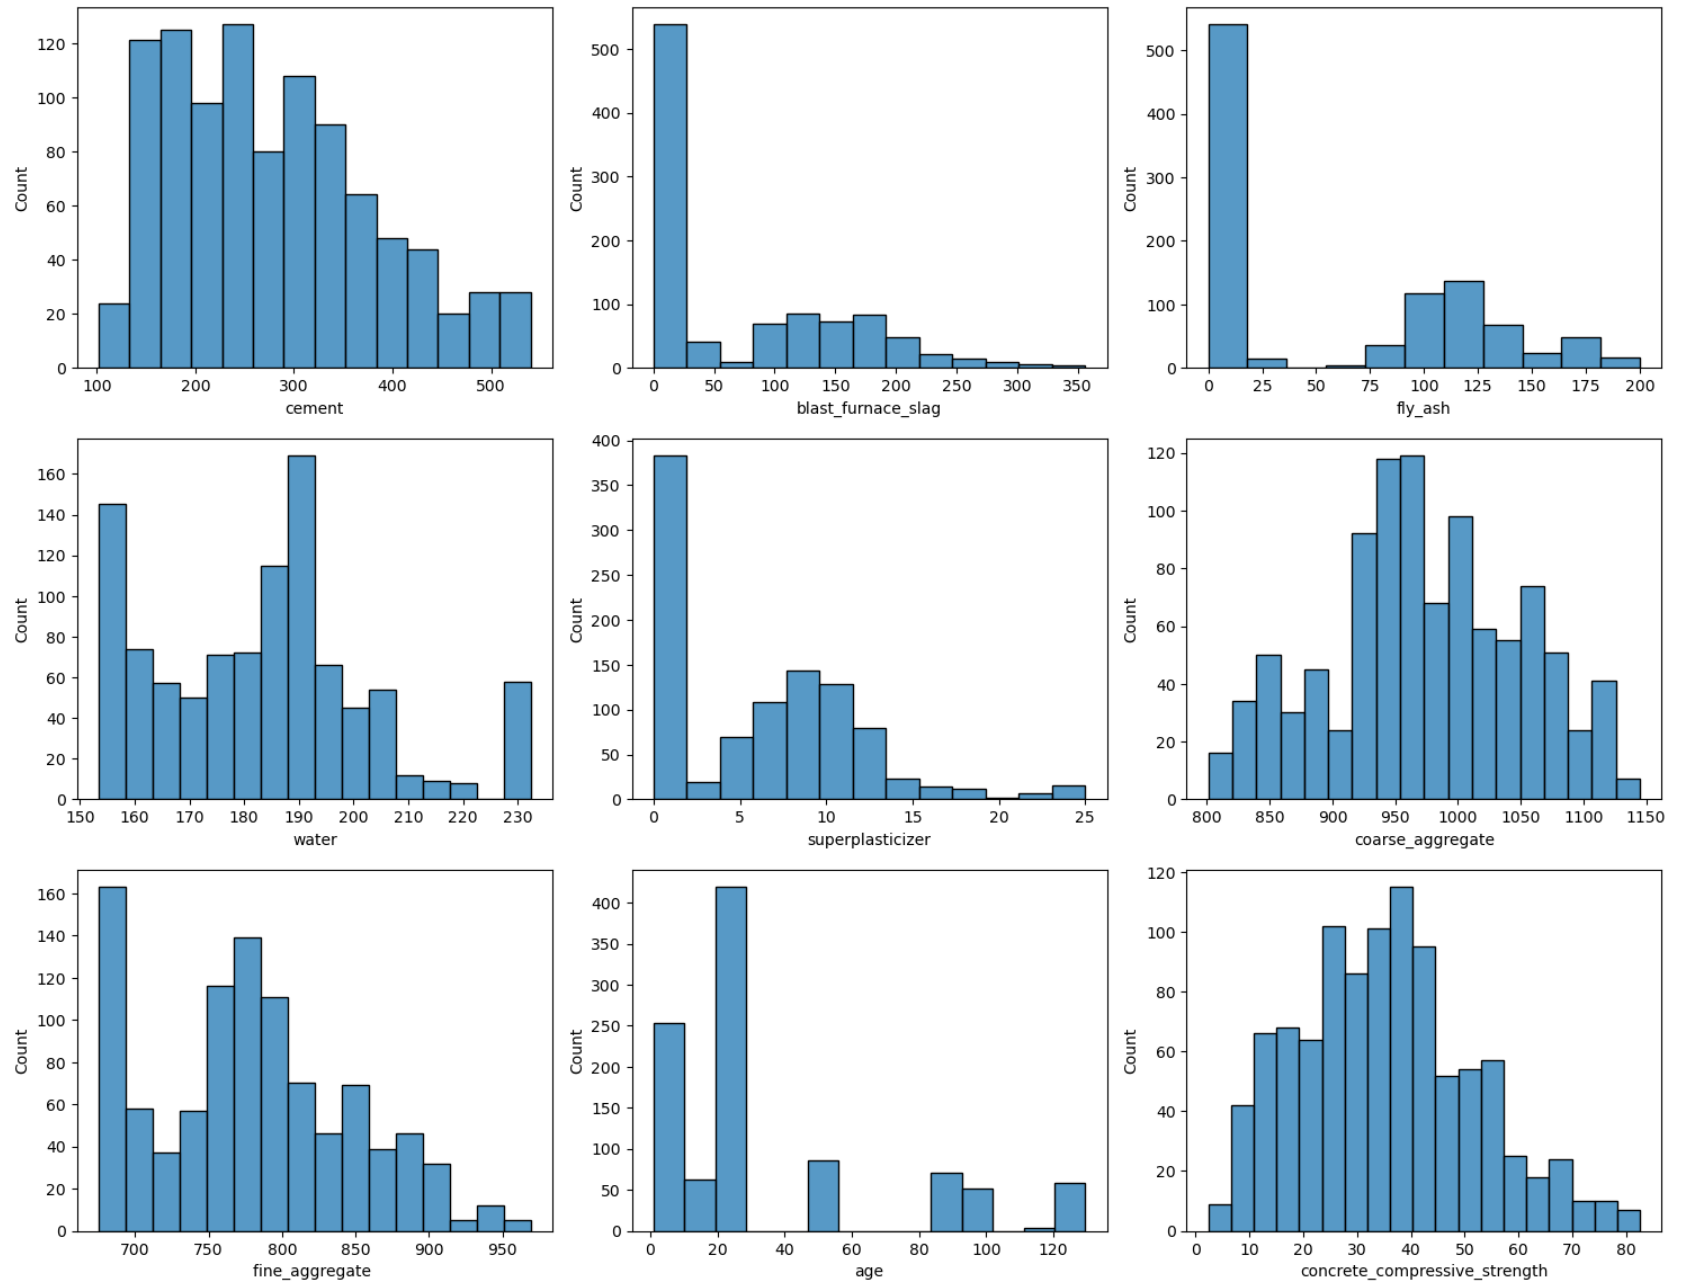 120
100
80
60
40
20
0
Count
100 200 300 400 500
cement
500
400
300
200
100
0
Count
0 50 100 150 200 250 300 350
blast_furnace_slag
500
400
300
200
100
0
Count
0 25 50 75 100 125 150 175 200
fly_ash
160
140
120
100
80
60
40
20
0
Count
150 160 170 180 190 200 210 220 230
water
400
350
300
250
200
150
100
50
0
Count
0 5 10 15 20 25
superplasticizer
120
100
80
60
40
20
0
Count
800 850 900 950 1000 1050 1100 1150
coarse_aggregate
160
140
120
100
80
60
40
20
0
Count
700 750 800 850 900 950
fine_aggregate
400
350
300
250
200
150
100
50
0
Count
0 20 40 60 80 100 120
age
120
100
80
60
40
20
0
Count
0 10 20 30 40 50 60 70 80
concrete_compressive_strength